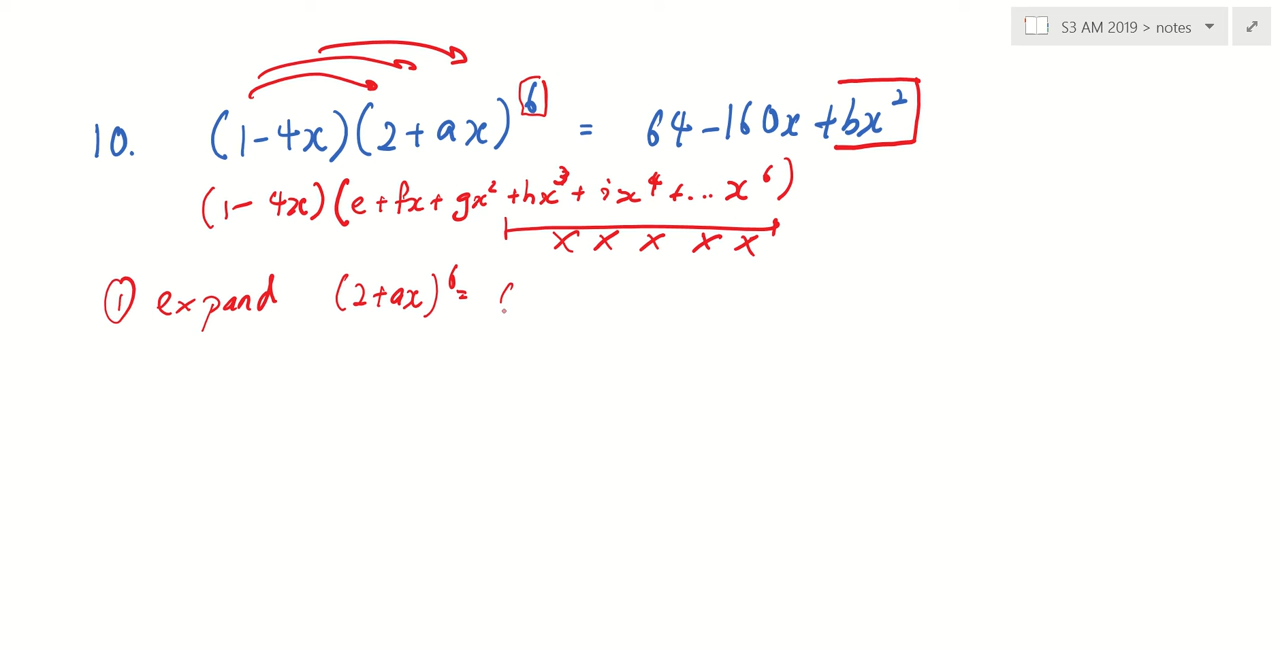 S3 AM 2019 > notes
10. (1-4x)(2+ax)^6 = 64-160x+bx^2
(1-4x)(e+fx+gx^2+hx^3+ix^4+...x^6)
x x x x x
① expand (2+ax)^6= (